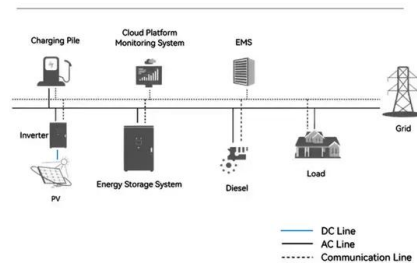 Charging Pile
Cloud Platform
Monitoring System
EMS
Grid
Inverter
PV
Energy Storage System
Diesel
Load
DC Line
AC Line
Communication Line